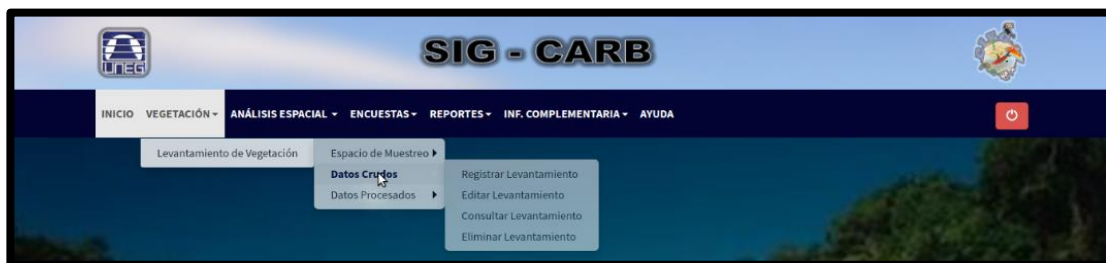 UNEG
SIG - CARB
INICIO VEGETACIÓN ANÁLISIS ESPACIAL ENCUESTAS REPORTES INF. COMPLEMENTARIA AYUDA
Levantamiento de Vegetación
Espacio de Muestreo
Datos Crudos
Datos Procesados
Registrar Levantamiento
Editar Levantamiento
Consultar Levantamiento
Eliminar Levantamiento